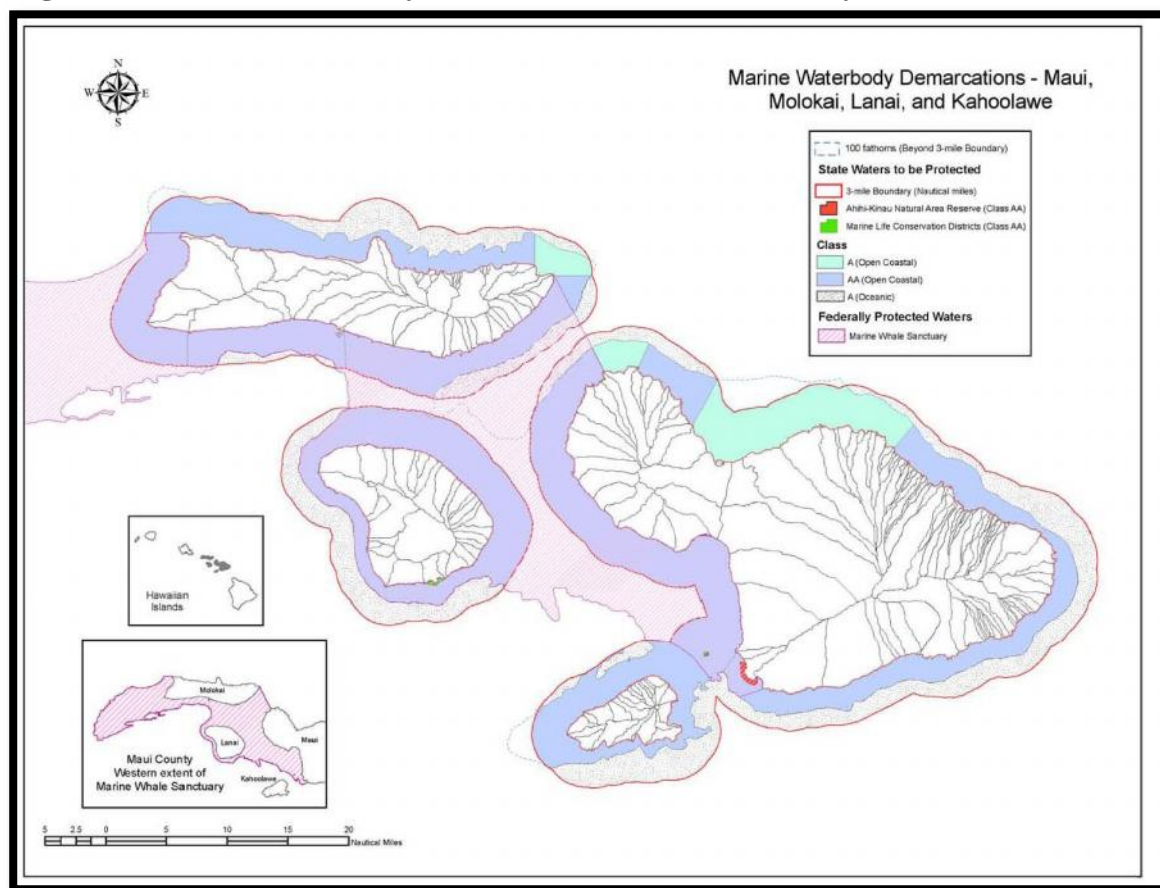 N
W E
S
Marine Waterbody Demarcations - Maui,
Molokai, Lanai, and Kahoolawe
100 fathoms (Beyond 3-mile Boundary)
State Waters to be Protected
3-mile Boundary (Nautical miles)
Ahihi-Kinau Natural Area Reserve (Class AA)
Marine Life Conservation Districts (Class AA)
Class
A (Open Coastal)
AA (Open Coastal)
A (Oceanic)
Federally Protected Waters
Marine Whale Sanctuary
Hawaiian
Islands
Molokai
Lanai
Maui
Kahoolawe
Maui County
Western extent of
Marine Whale Sanctuary
5 2.5 0 5 10 15 20
Nautical Miles